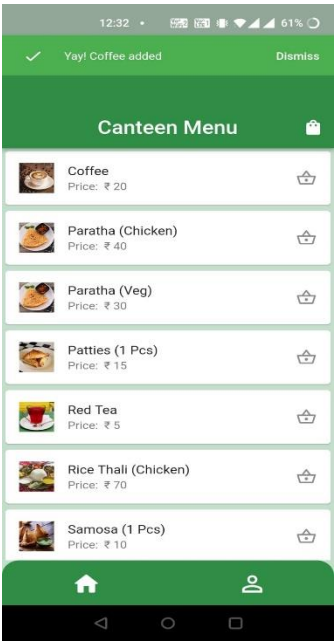 12:32 • 61%
Yay! Coffee added Dismiss
Canteen Menu
Coffee
Price: ₹ 20
Paratha (Chicken)
Price: ₹ 40
Paratha (Veg)
Price: ₹ 30
Patties (1 Pcs)
Price: ₹ 15
Red Tea
Price: ₹ 5
Rice Thali (Chicken)
Price: ₹ 70
Samosa (1 Pcs)
Price: ₹ 10